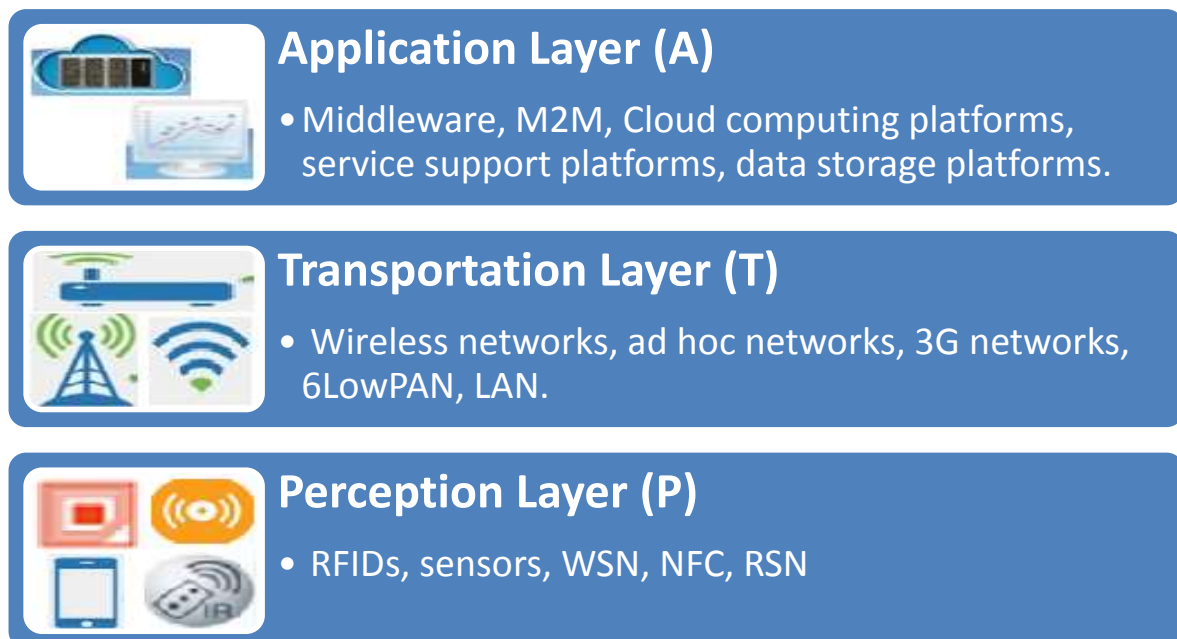 Application Layer (A)
•Middleware, M2M, Cloud computing platforms,
service support platforms, data storage platforms.
Transportation Layer (T)
• Wireless networks, ad hoc networks, 3G networks,
6LowPAN, LAN.
Perception Layer (P)
IR
• RFIDs, sensors, WSN, NFC, RSN